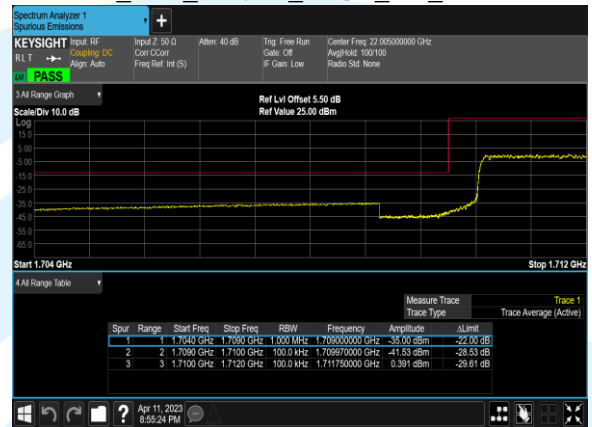 Spectrum Analyzer 1
Spurious Emissions
KEYSIGHT Input: RF Input Z: 50 Ω Atten: 40 dB Trig: Free Run Center Freq: 22.005000000 GHz
RLT Coupling: DC Corr CCorr Gate: Off Avg|Hold: 100/100
Align: Auto Freq Ref: Int (S) IF Gain: Low Radio Std: None
LV PASS
3 All Range Graph
Ref Lvl Offset 5.50 dB
Scale/Div 10.0 dB Ref Value 25.00 dBm
Log
15.0
5.00
-5.00
-15.0
-25.0
-35.0
-45.0
-55.0
-65.0
Start 1.704 GHz Stop 1.712 GHz
4 All Range Table
Measure Trace Trace 1
Trace Type Trace Average (Active)
Spur Range Start Freq Stop Freq RBW Frequency Amplitude ΔLimit
1 1 1.7040 GHz 1.7090 GHz 1.000 MHz 1.709000000 GHz -35.00 dBm -22.00 dB
2 2 1.7090 GHz 1.7100 GHz 100.0 kHz 1.709970000 GHz -41.53 dBm -28.53 dB
3 3 1.7100 GHz 1.7120 GHz 100.0 kHz 1.711750000 GHz 0.391 dBm -29.61 dB
Apr 11, 2023
8:55:24 PM